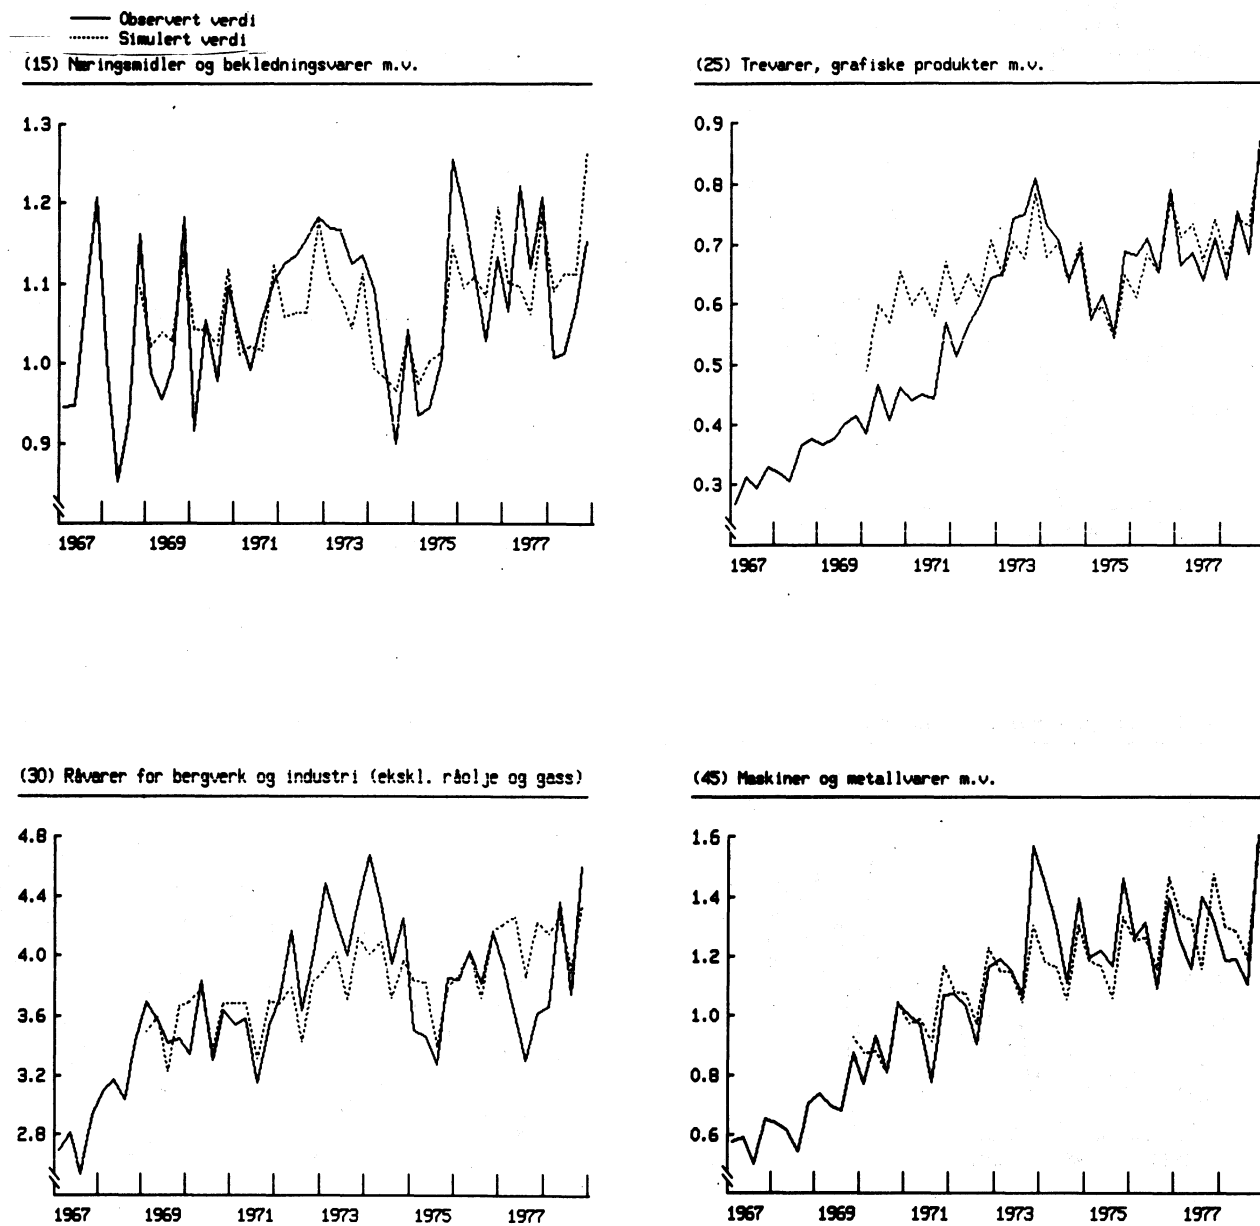 Observert verdi
Simulert verdi
(15) Næringsmidler og bekledningsvarer m.v.
1.3
1.2
1.1
1.0
0.9
1967 1969 1971 1973 1975 1977
(25) Trevarer, grafiske produkter m.v.
0.9
0.8
0.7
0.6
0.5
0.4
0.3
1967 1969 1971 1973 1975 1977
(30) Råvarer for bergverk og industri (ekskl. råolje og gass)
4.8
4.4
4.0
3.6
3.2
2.8
1967 1969 1971 1973 1975 1977
(45) Maskiner og metallvarer m.v.
1.6
1.4
1.2
1.0
0.8
0.6
1967 1969 1971 1973 1975 1977